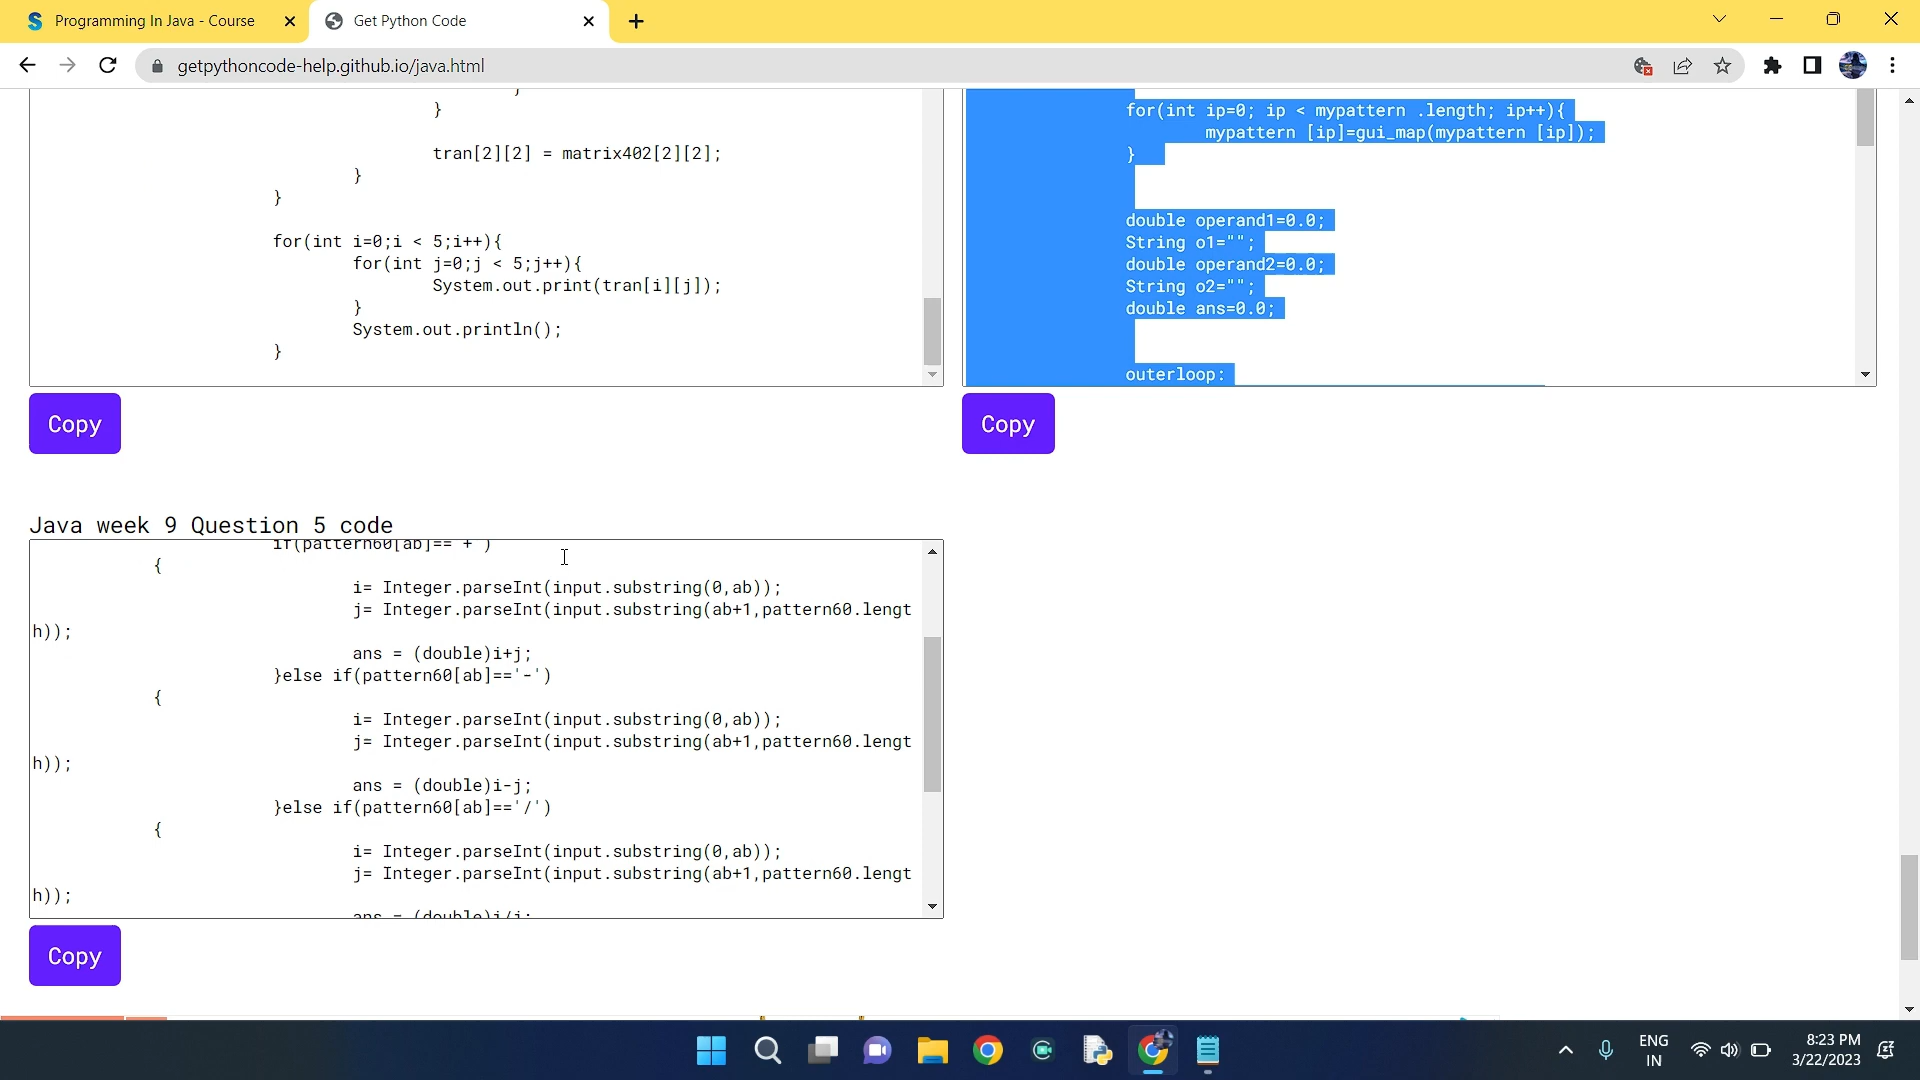 Programming In Java - Course
Get Python Code
getpythoncode-help.github.io/java.html
}
}
tran[2][2] = matrix402[2][2];
}
}
for(int i=0;i < 5;i++){
for(int j=0;j < 5;j++){
System.out.print(tran[i][j]);
}
System.out.println();
}
Copy
for(int ip=0; ip < mypattern .length; ip++){
mypattern [ip]=gui_map(mypattern [ip]);
}
double operand1=0.0;
String o1="";
double operand2=0.0;
String o2="";
double ans=0.0;
outerloop:
Copy
Java week 9 Question 5 code
if(pattern60[ab]=='+')
{
i= Integer.parseInt(input.substring(0,ab));
j= Integer.parseInt(input.substring(ab+1,pattern60.lengt
h));
ans = (double)i+j;
}else if(pattern60[ab]=='-')
{
i= Integer.parseInt(input.substring(0,ab));
j= Integer.parseInt(input.substring(ab+1,pattern60.lengt
h));
ans = (double)i-j;
}else if(pattern60[ab]=='/')
{
i= Integer.parseInt(input.substring(0,ab));
j= Integer.parseInt(input.substring(ab+1,pattern60.lengt
h));
ans = (double)i/j;
Copy
ENG
IN
8:23 PM
3/22/2023